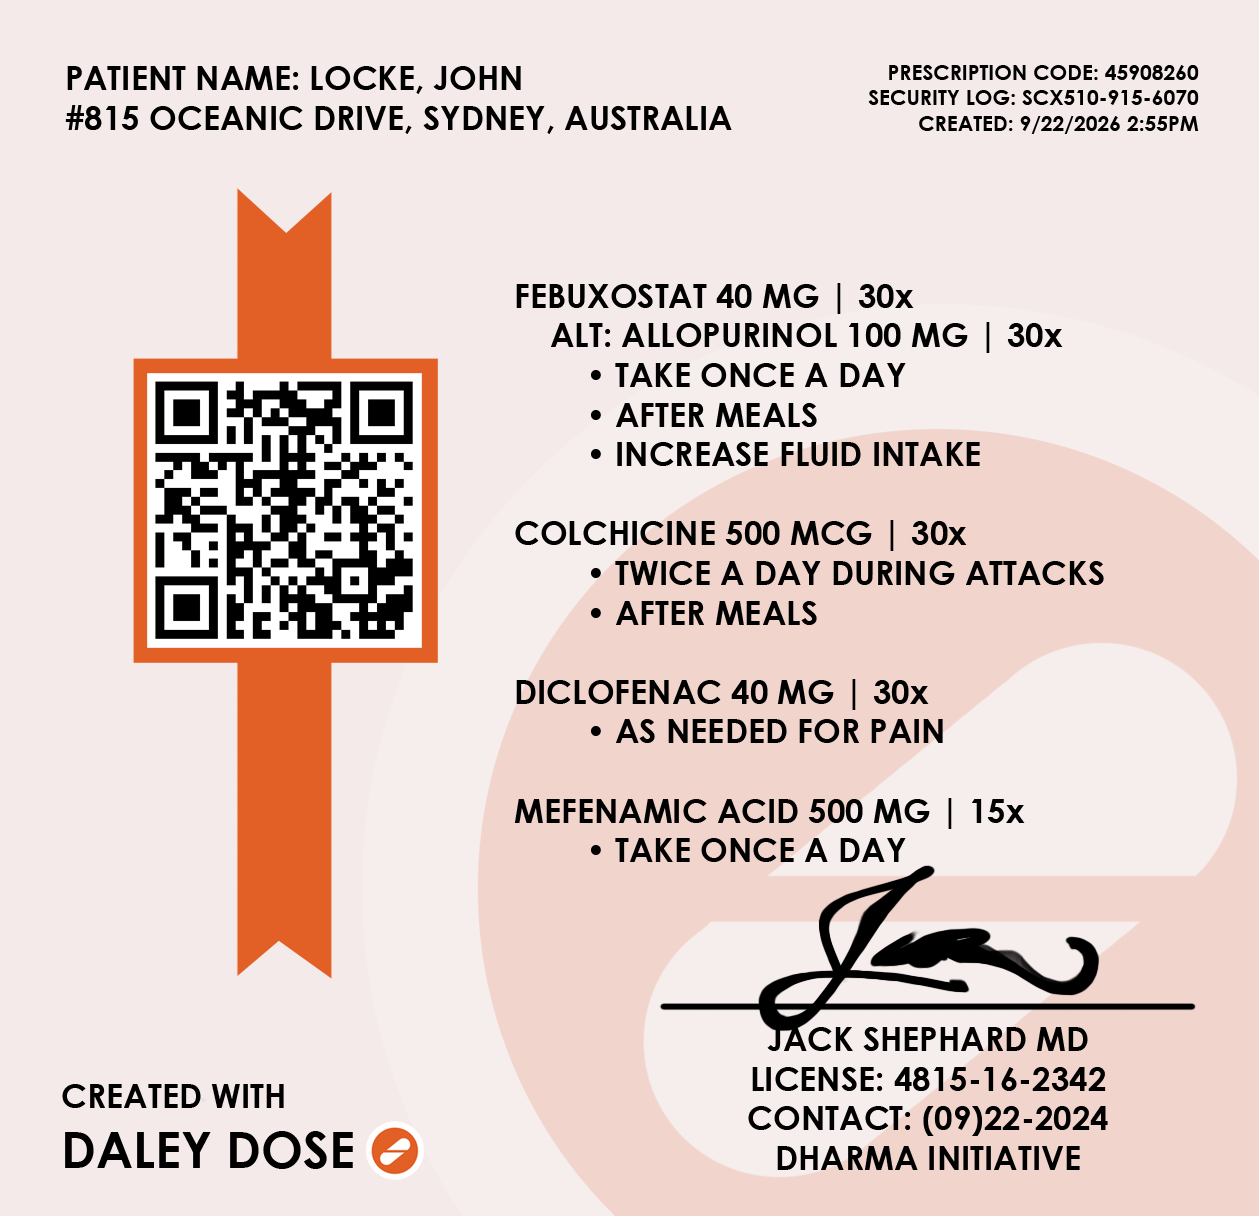 PATIENT NAME: LOCKE, JOHN
#815 OCEANIC DRIVE, SYDNEY, AUSTRALIA
PRESCRIPTION CODE: 45908260
SECURITY LOG: SCX510-915-6070
CREATED: 9/22/2026 2:55PM
FEBUXOSTAT 40 MG | 30x
ALT: ALLOPURINOL 100 MG | 30x
• TAKE ONCE A DAY
• AFTER MEALS
• INCREASE FLUID INTAKE
COLCHICINE 500 MCG | 30x
• TWICE A DAY DURING ATTACKS
• AFTER MEALS
DICLOFENAC 40 MG | 30x
• AS NEEDED FOR PAIN
MEFENAMIC ACID 500 MG | 15x
• TAKE ONCE A DAY
JACK SHEPHARD MD
LICENSE: 4815-16-2342
CONTACT: (09)22-2024
DHARMA INITIATIVE
CREATED WITH
DALEY DOSE